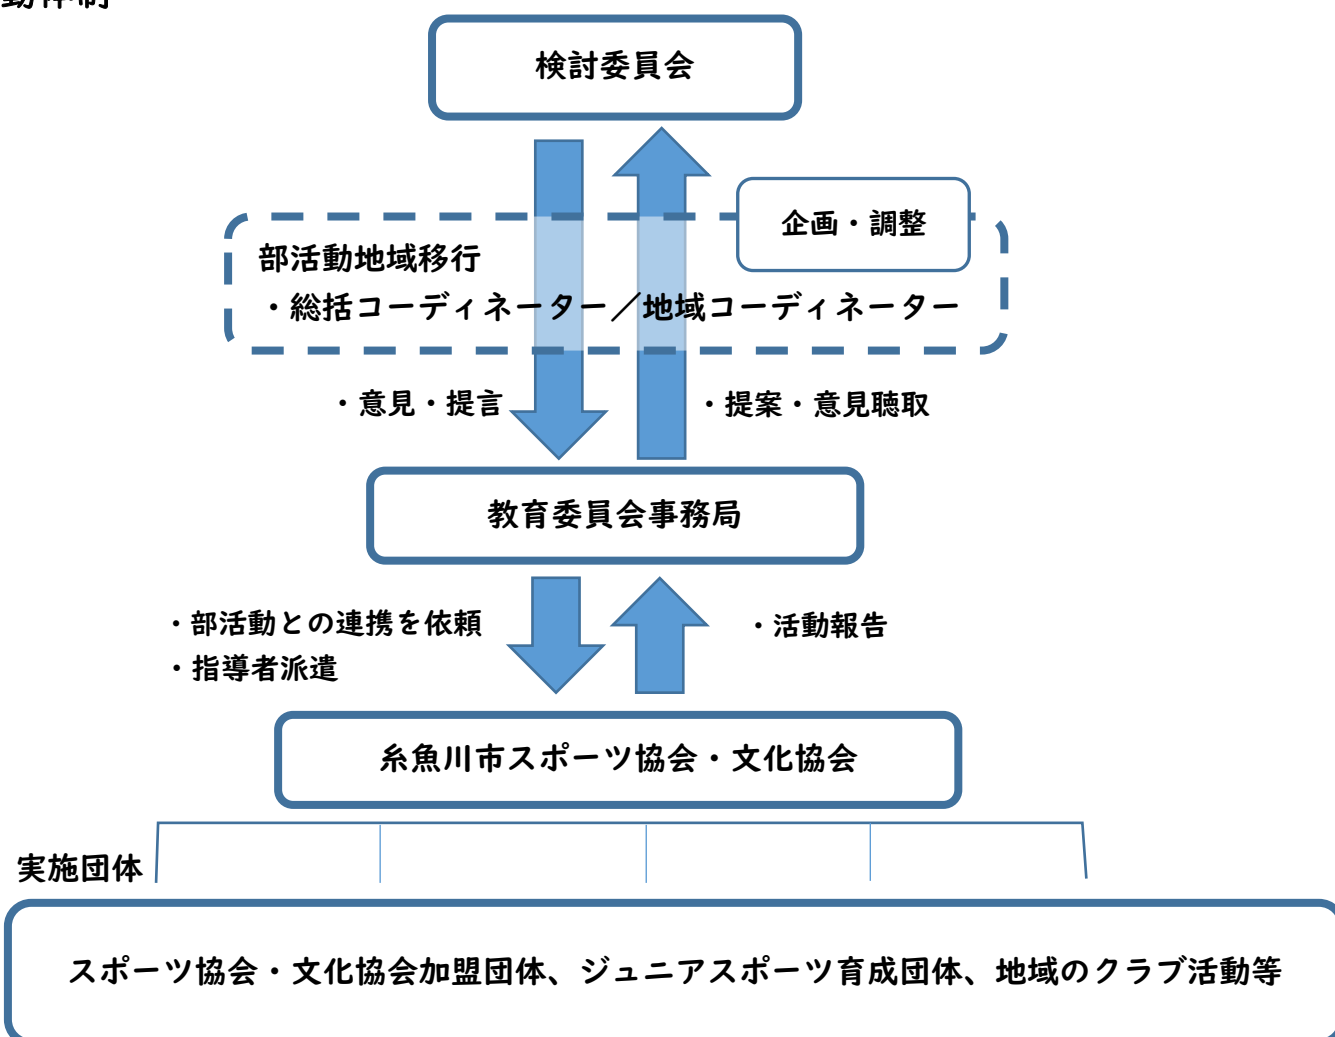 動体制
検討委員会
企画・調整
部活動地域移行
・総括コーディネーター／地域コーディネーター
・意見・提言
・提案・意見聴取
教育委員会事務局
・部活動との連携を依頼
・指導者派遣
・活動報告
糸魚川市スポーツ協会・文化協会
実施団体
スポーツ協会・文化協会加盟団体、ジュニアスポーツ育成団体、地域のクラブ活動等